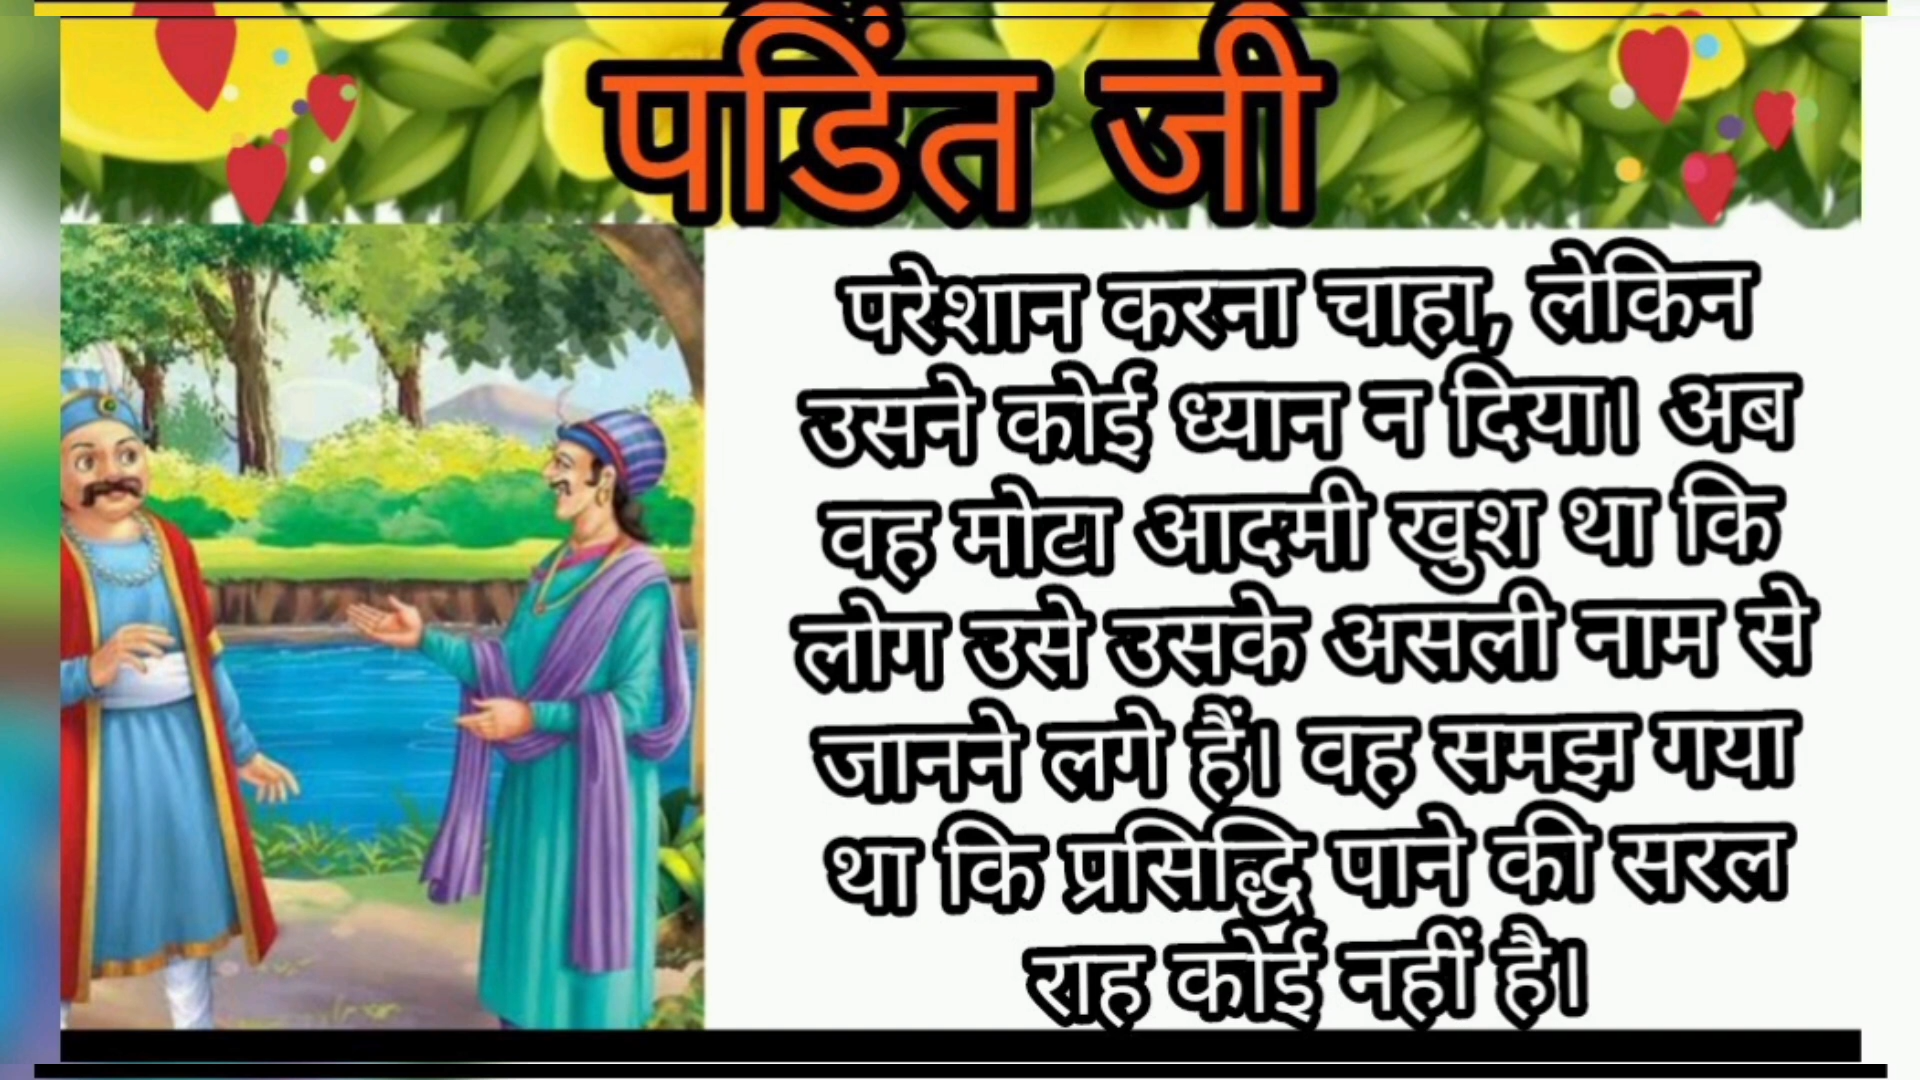 पडिंत जी
परेशान करना चाहा, लेकिन
उसने कोई ध्यान न दिया। अब
वह मोटा आदमी खुश था कि
लोग उसे उसके असली नाम से
जानने लगे हैं। वह समझ गया
था कि प्रसिद्धि पाने की सरल
राह कोई नहीं है।